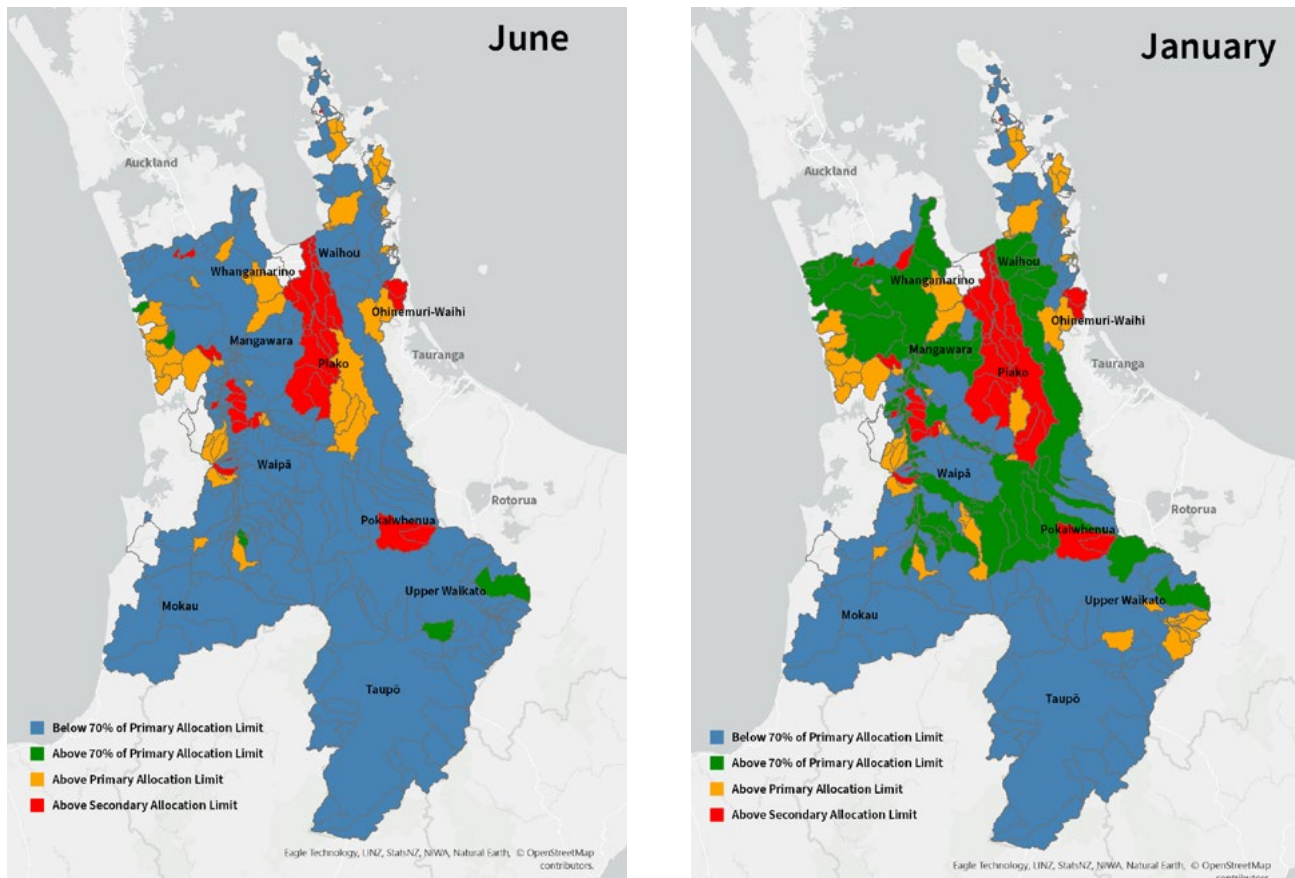 June
Auckland
Waihou
Whangamarino
Ohinemuri-Waihi
Mangawara
Tauranga
Piako
Waipā
Rotorua
Pokaiwhenua
Upper Waikato
Mokau
Taupō
Below 70% of Primary Allocation Limit
Above 70% of Primary Allocation Limit
Above Primary Allocation Limit
Above Secondary Allocation Limit
Eagle Technology, LINZ, StatsNZ, NIWA, Natural Earth, © OpenStreetMap
contributors.
January
Auckland
Waihou
Whangamarino
Ohinemuri-Waihi
Mangawara
Tauranga
Piako
Waipā
Rotorua
Pokaiwhenua
Upper Waikato
Mokau
Taupō
Below 70% of Primary Allocation Limit
Above 70% of Primary Allocation Limit
Above Primary Allocation Limit
Above Secondary Allocation Limit
Eagle Technology, LINZ, StatsNZ, NIWA, Natural Earth, © OpenStreetMap